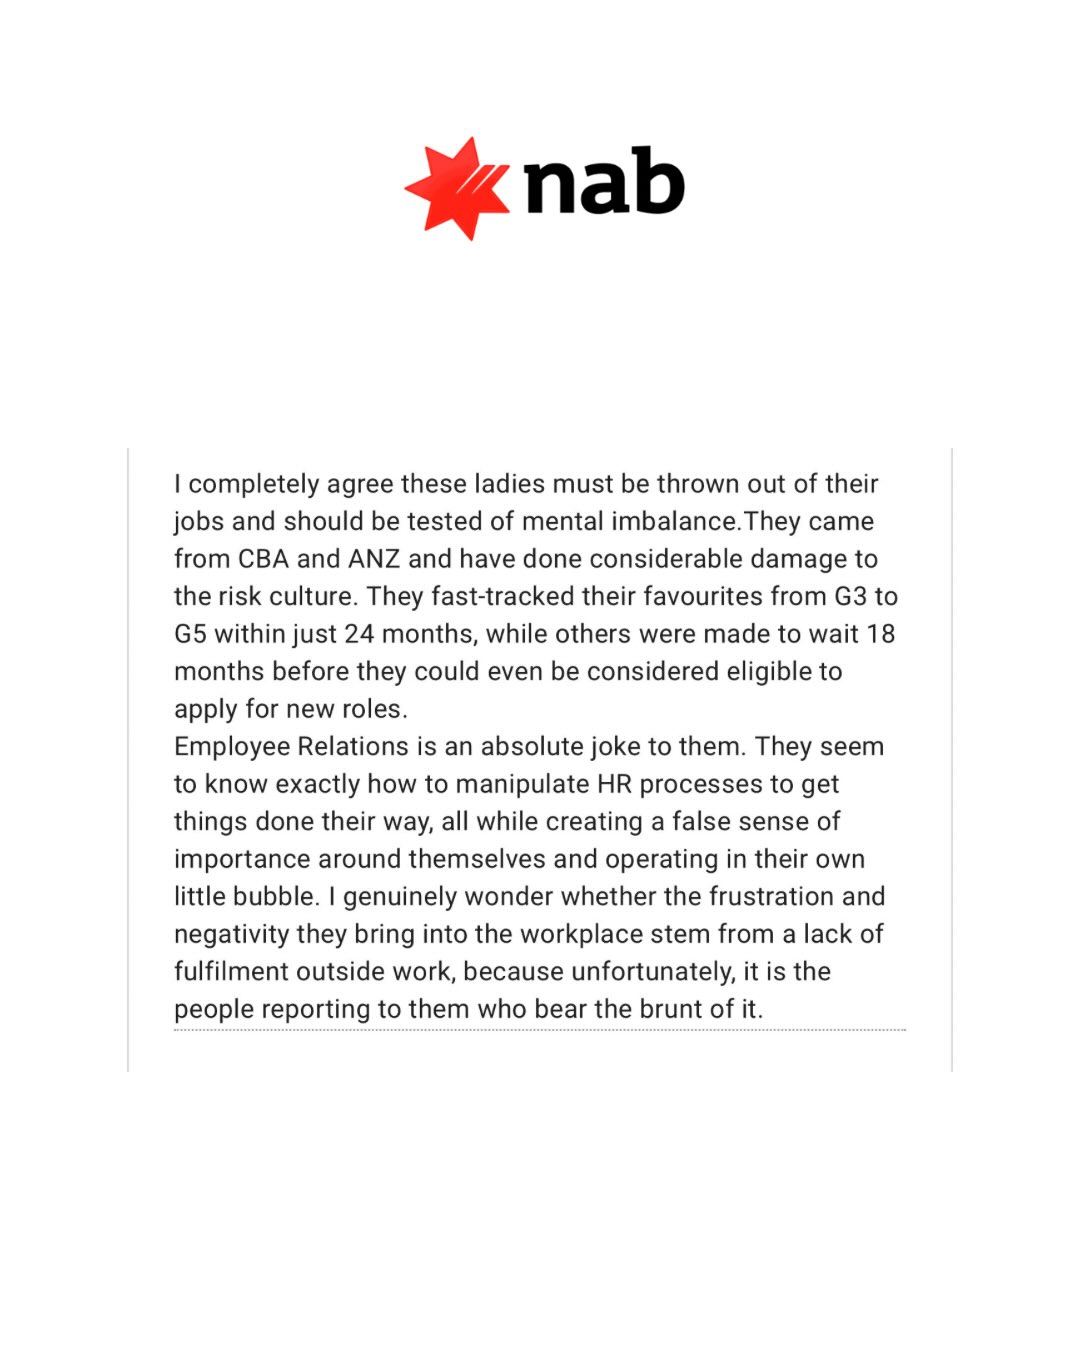 nab
I completely agree these ladies must be thrown out of their
jobs and should be tested of mental imbalance.They came
from CBA and ANZ and have done considerable damage to
the risk culture. They fast-tracked their favourites from G3 to
G5 within just 24 months, while others were made to wait 18
months before they could even be considered eligible to
apply for new roles.
Employee Relations is an absolute joke to them. They seem
to know exactly how to manipulate HR processes to get
things done their way, all while creating a false sense of
importance around themselves and operating in their own
little bubble. I genuinely wonder whether the frustration and
negativity they bring into the workplace stem from a lack of
fulfilment outside work, because unfortunately, it is the
people reporting to them who bear the brunt of it.